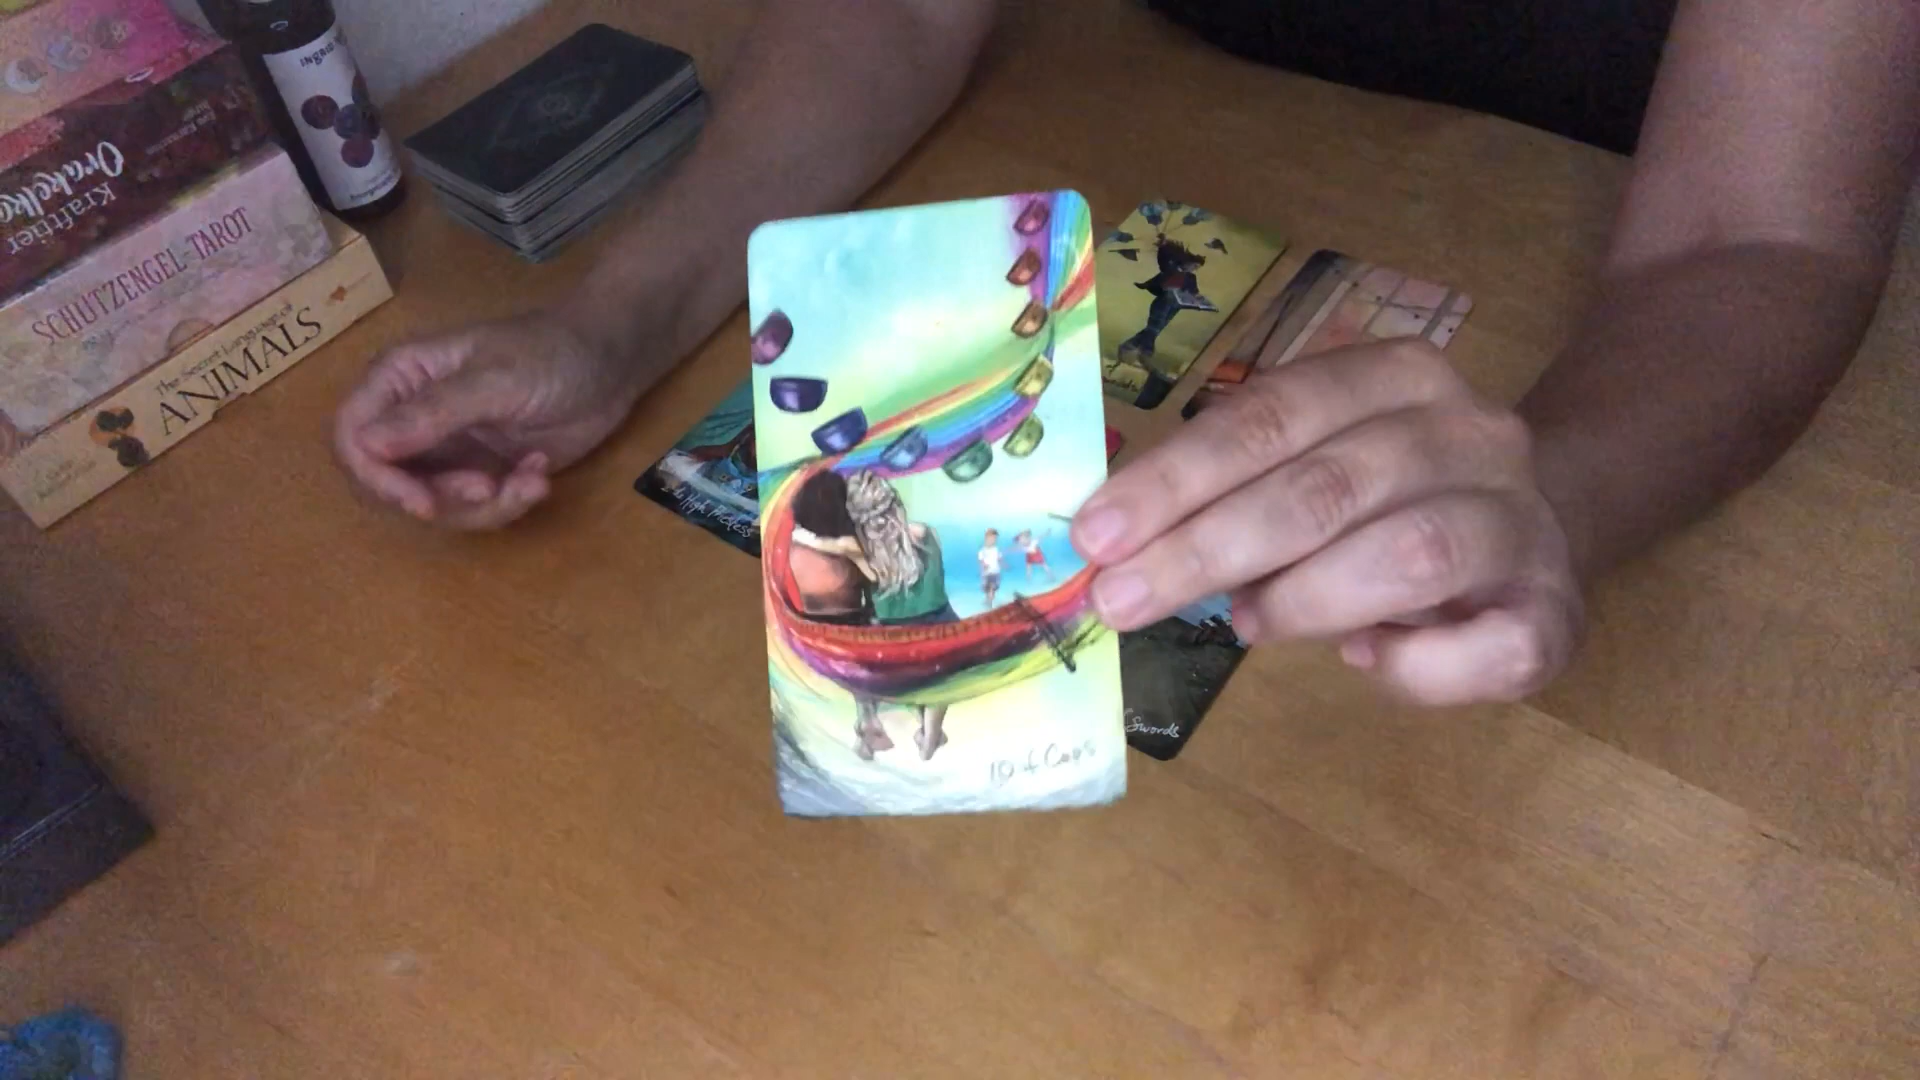 Ingrid
Orakelka
Krafttier
SCHUTZENGEL-TAROT
The Secret Language of
ANIMALS
The High Priestess
10 of Cups
Swords